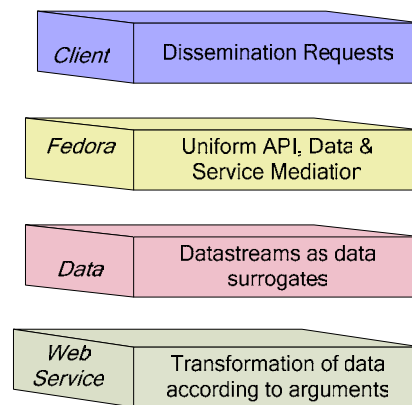 Client
Dissemination Requests
Fedora
Uniform API, Data &
Service Mediation
Data
Datastreams as data
surrogates
Web
Service
Transformation of data
according to arguments